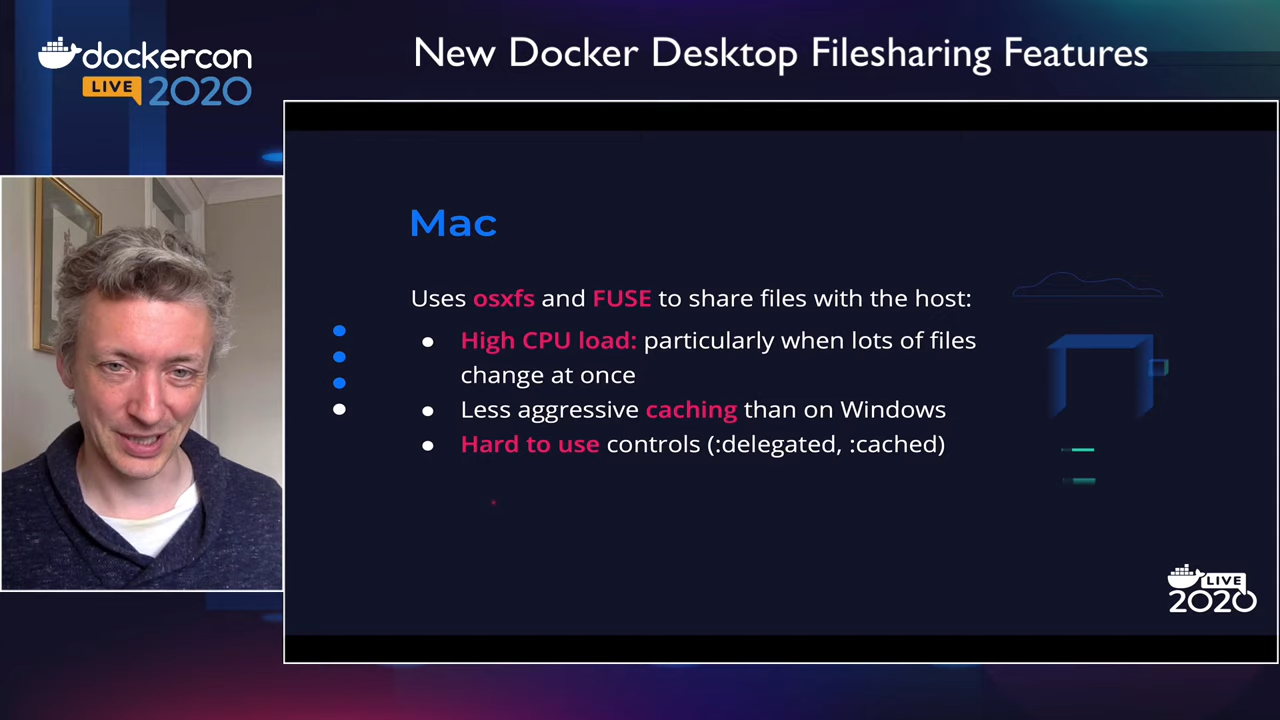 dockercon
LIVE 2020
New Docker Desktop Filesharing Features
Mac
Uses osxfs and FUSE to share files with the host:
● High CPU load: particularly when lots of files
change at once
● Less aggressive caching than on Windows
● Hard to use controls (:delegated, :cached)
LIVE
2020